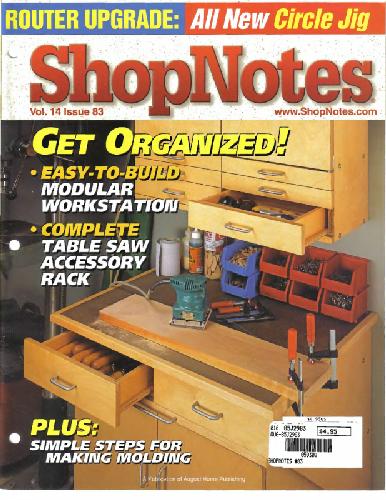 ROUTER UPGRADE: All New Circle Jig
ShopNotes
Vol. 14 Issue 83
www.ShopNotes.com
GET ORGANIZED!
• EASY-TO-BUILD
MODULAR
WORKSTATION
• COMPLETE
TABLE SAW
ACCESSORY
RACK
PLUS:
SIMPLE STEPS FOR
MAKING MOLDING
$4.95
SHOPNOTES #83
A Publication of August Home Publishing